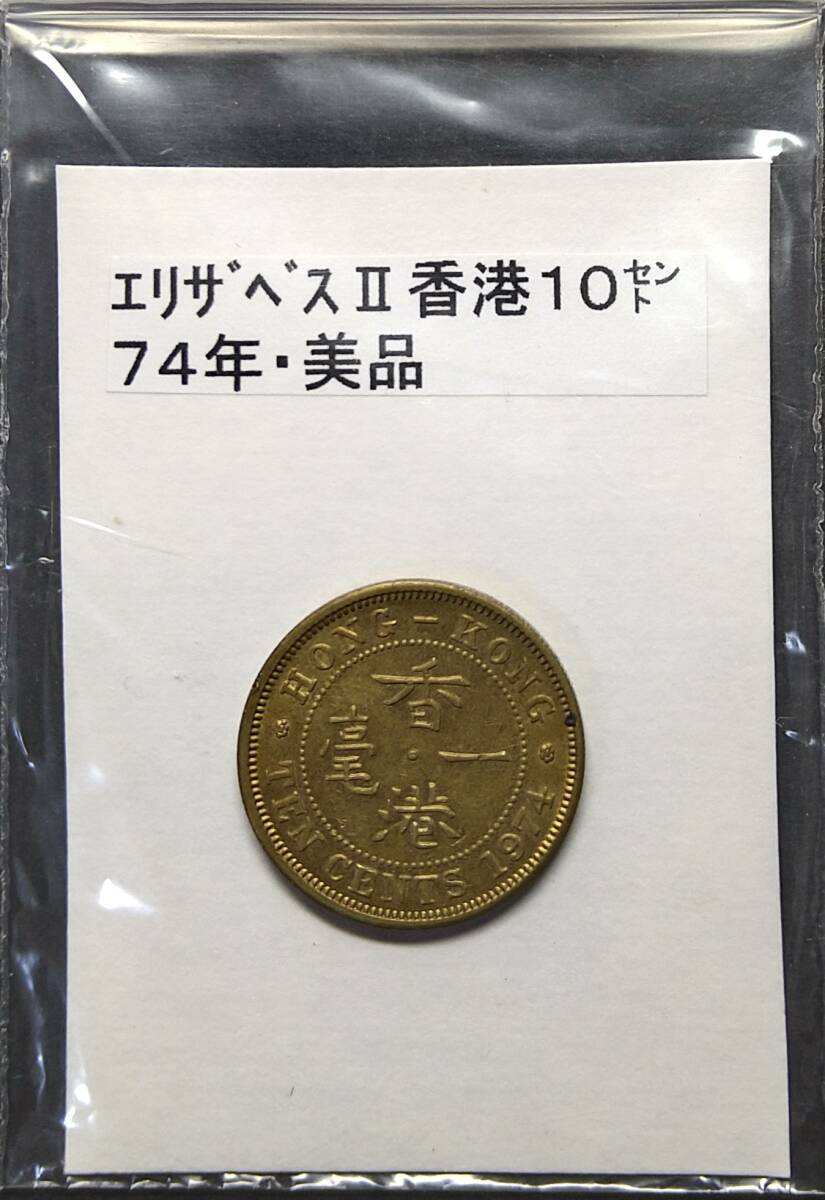 ｴﾘｻﾞﾍﾞｽⅡ香港10㌣
74年・美品
HONG-KONG
香港
一毫
TEN CENTS 1974